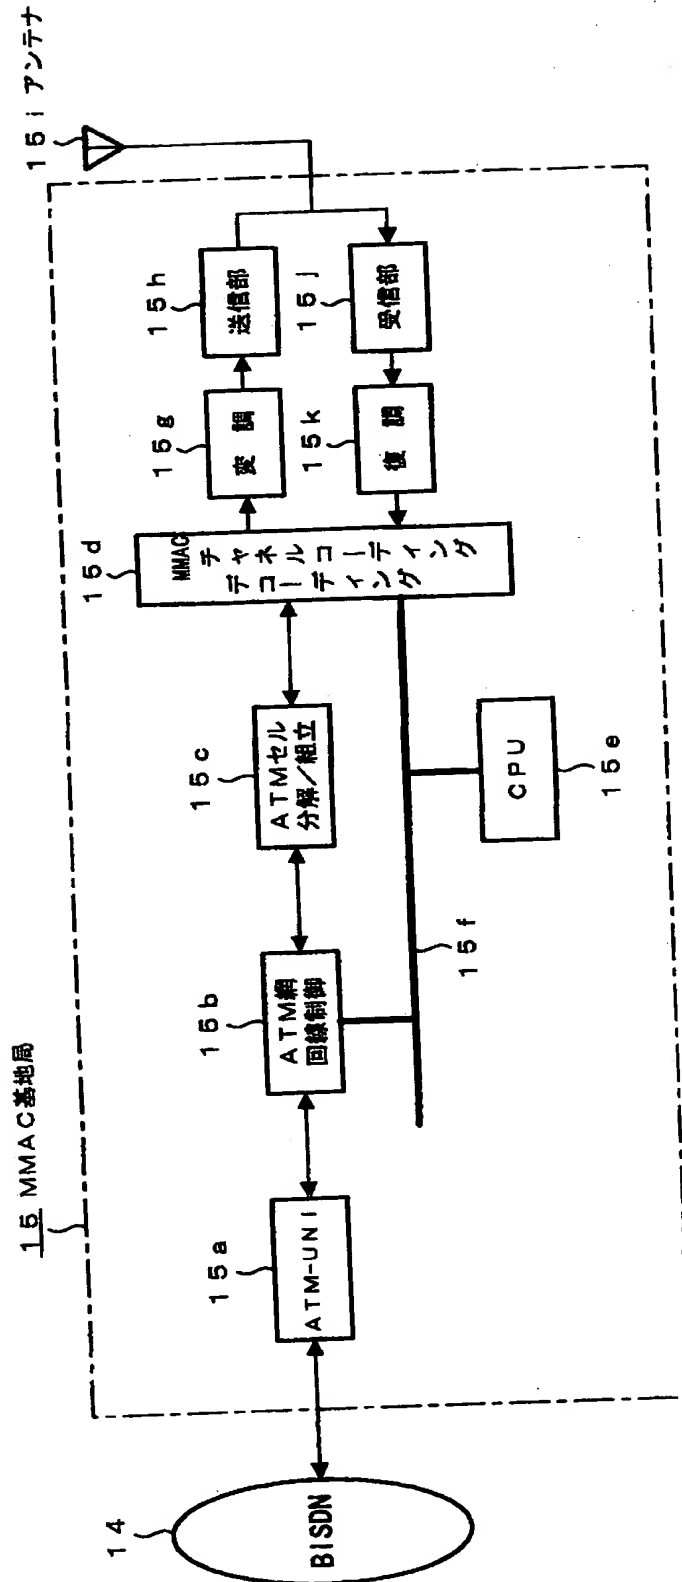 14
BISDN
15 MMAC基地局
15a
ATM-UNI
15b
ATM網
回線制御
15c
ATMセル
分解/組立
15d
MMAC
チャネルコーディング
デコーディング
15e
CPU
15f
15g
変 調
15h
送信部
15i アンテナ
15j
受信部
15k
復 調